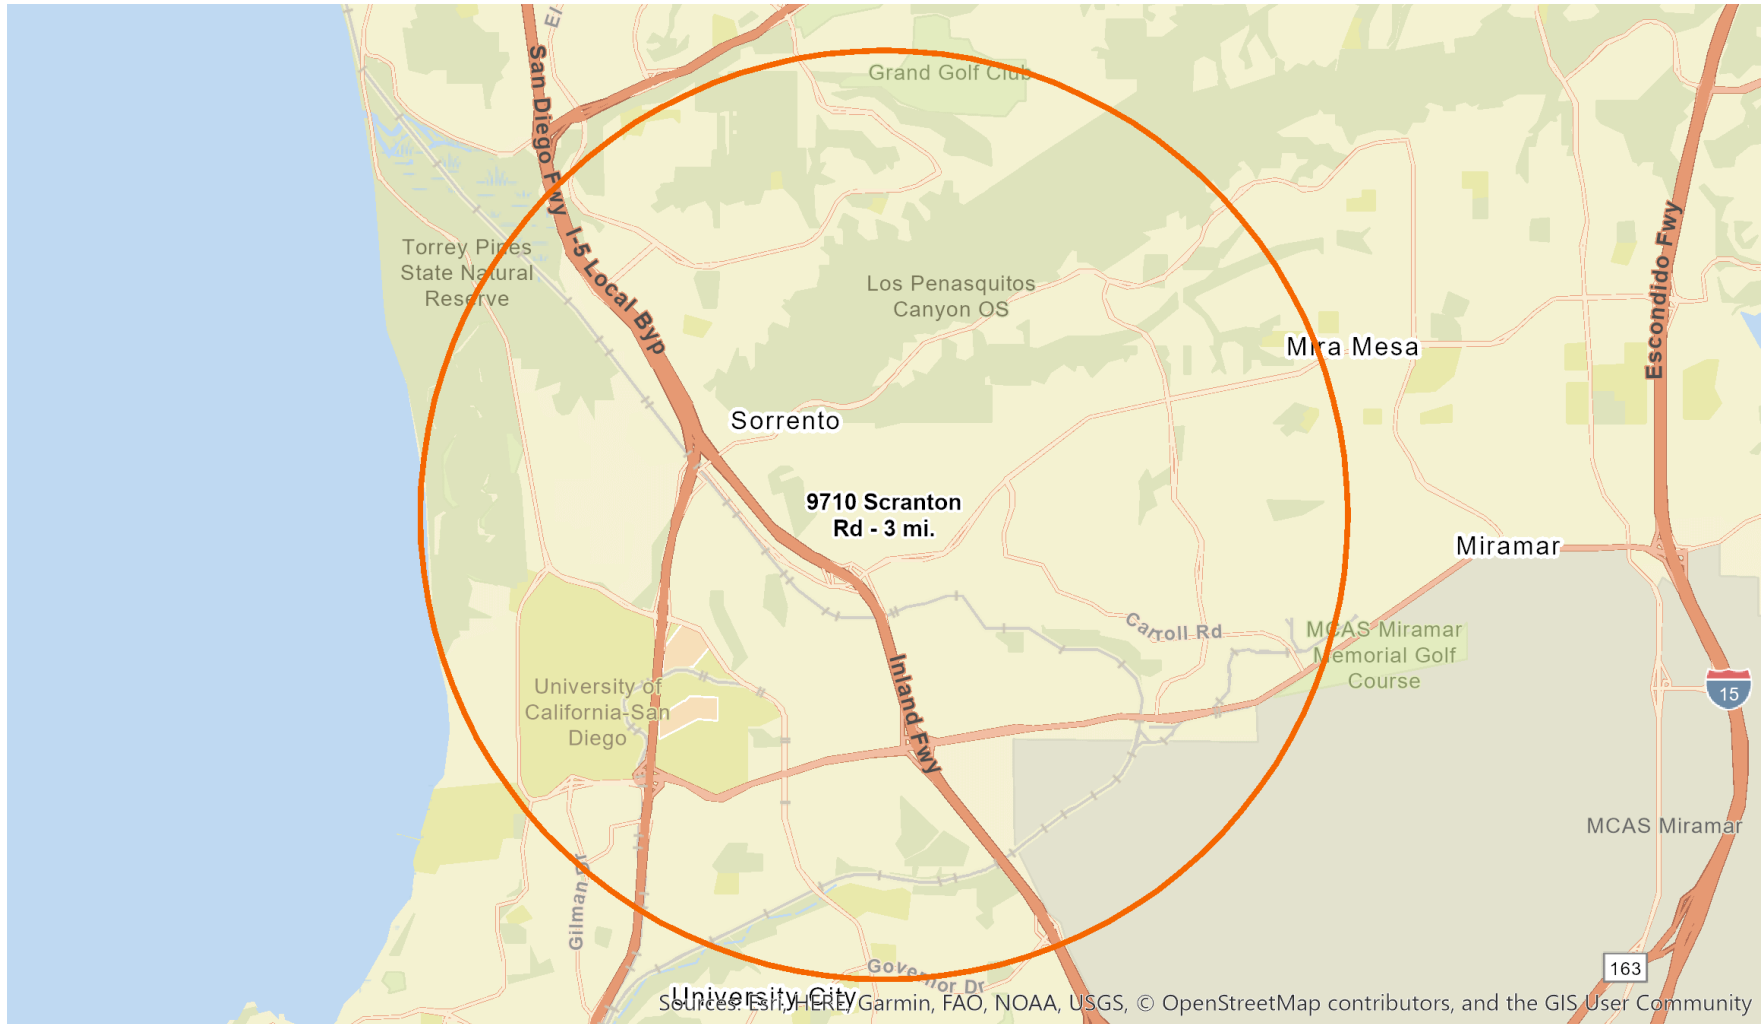 El
Grand Golf Club
San Diego Fwy
I-5 Local Byp
Torrey Pines
State Natural
Reserve
Escondido Fwy
Los Penasquitos
Canyon OS
Mira Mesa
Sorrento
9710 Scranton
Rd - 3 mi.
Miramar
Carroll Rd
MCAS Miramar
Memorial Golf
Course
University of
California-San
Diego
Inland Fwy
15
MCAS Miramar
Gilman Dr
Governor Dr
163
University City
Sources: Esri, HERE, Garmin, FAO, NOAA, USGS, © OpenStreetMap contributors, and the GIS User Community